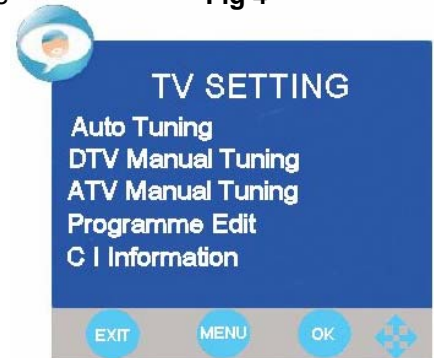 Fig 4
TV SETTING
Auto Tuning
DTV Manual Tuning
ATV Manual Tuning
Programme Edit
C I Information
EXIT MENU OK